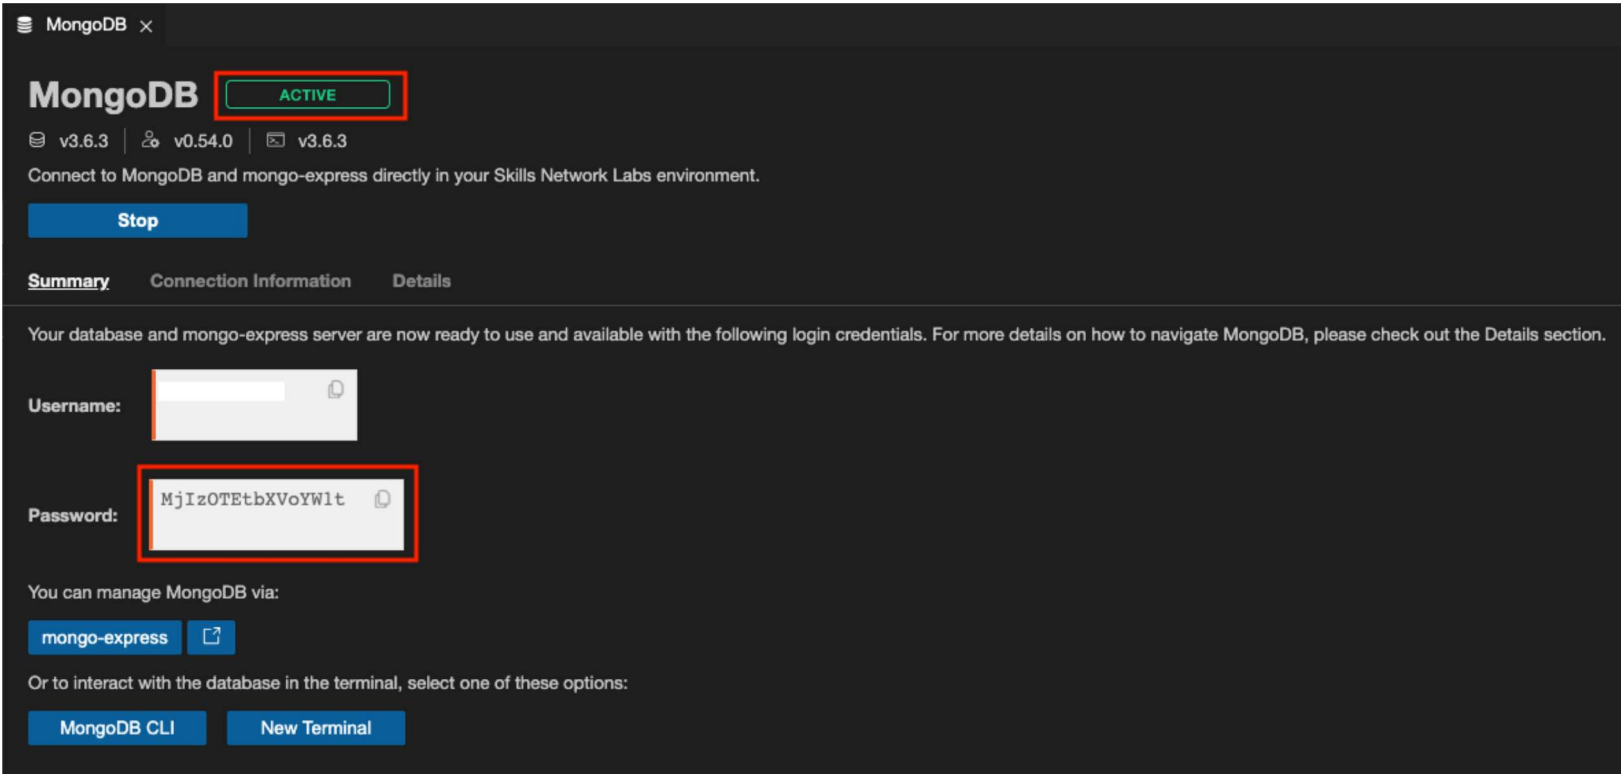 MongoDB
MongoDB ACTIVE
v3.6.3 v0.54.0 v3.6.3
Connect to MongoDB and mongo-express directly in your Skills Network Labs environment.
Stop
Summary Connection Information Details
Your database and mongo-express server are now ready to use and available with the following login credentials. For more details on how to navigate MongoDB, please check out the Details section.
Username:
Password: MjIzOTEtbXVoYW1t
You can manage MongoDB via:
mongo-express
Or to interact with the database in the terminal, select one of these options:
MongoDB CLI New Terminal